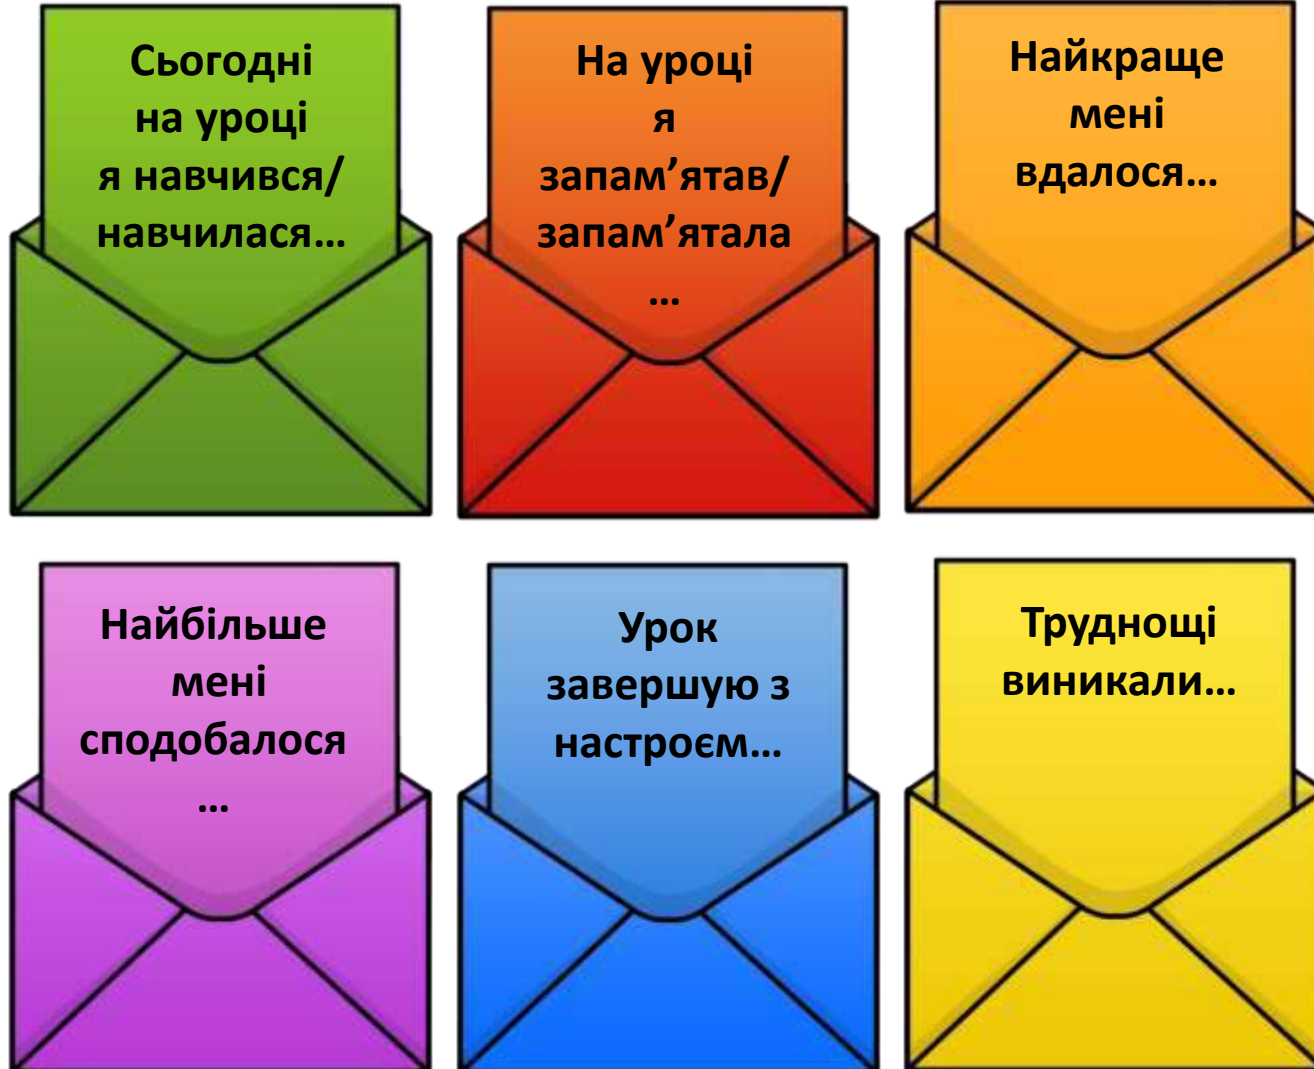 Сьогодні
на уроці
я навчився/
навчилася…
На уроці
я
запам’ятав/
запам’ятала
…
Найкраще
мені
вдалося…
Найбільше
мені
сподобалося
…
Урок
завершую з
настроєм…
Труднощі
виникали…